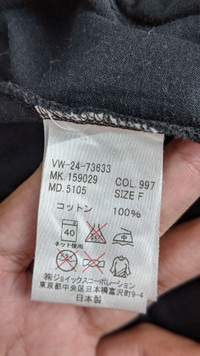 VW-24-73633
MK. 159029 COL. 997
MD. 5105 SIZE F
コットン 100%
40
ネット使用
㈱ジョイックスコーポレーション
東京都中央区日本橋富沢町9-4
日本製